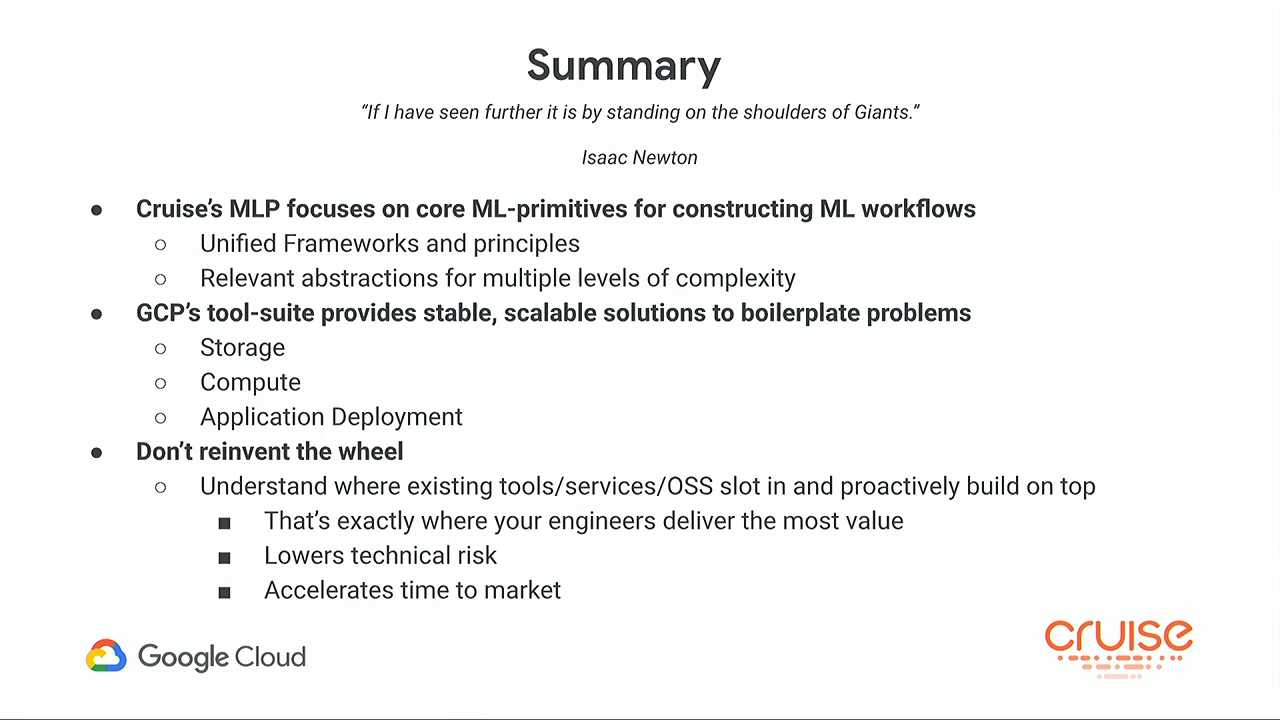 Summary
“If I have seen further it is by standing on the shoulders of Giants.”
Isaac Newton
● Cruise’s MLP focuses on core ML-primitives for constructing ML workflows
○ Unified Frameworks and principles
○ Relevant abstractions for multiple levels of complexity
● GCP’s tool-suite provides stable, scalable solutions to boilerplate problems
○ Storage
○ Compute
○ Application Deployment
● Don’t reinvent the wheel
○ Understand where existing tools/services/OSS slot in and proactively build on top
■ That’s exactly where your engineers deliver the most value
■ Lowers technical risk
■ Accelerates time to market
Google Cloud
cruise